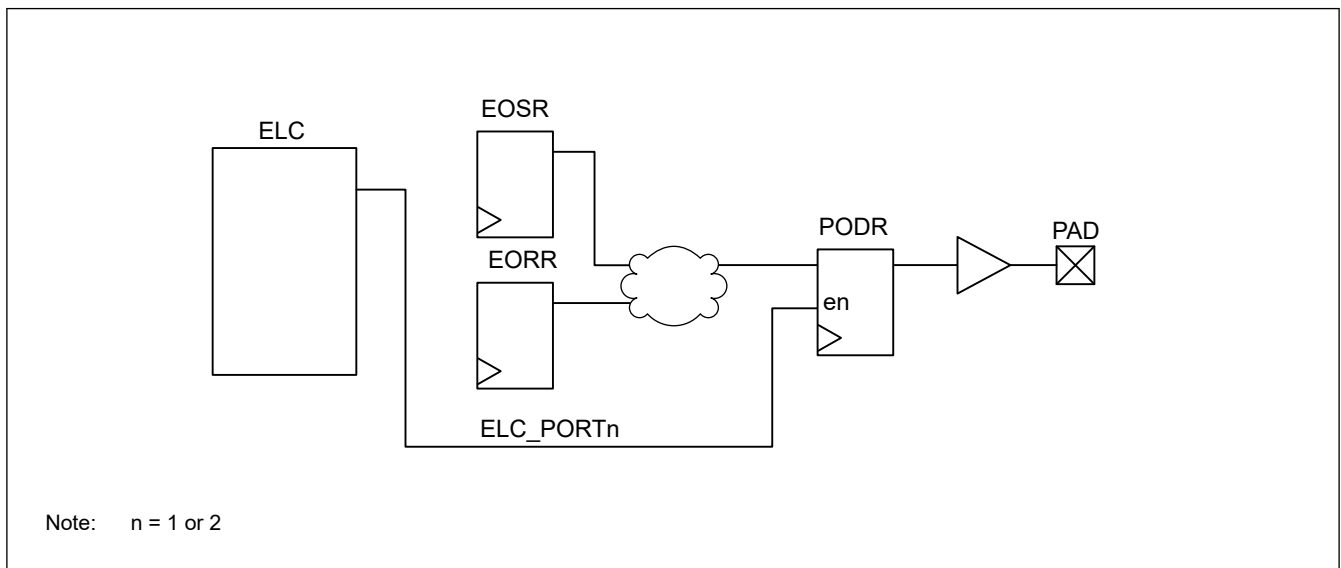 ELC
EOSR
EORR
PODR
en
PAD
ELC_PORTn
Note: n = 1 or 2